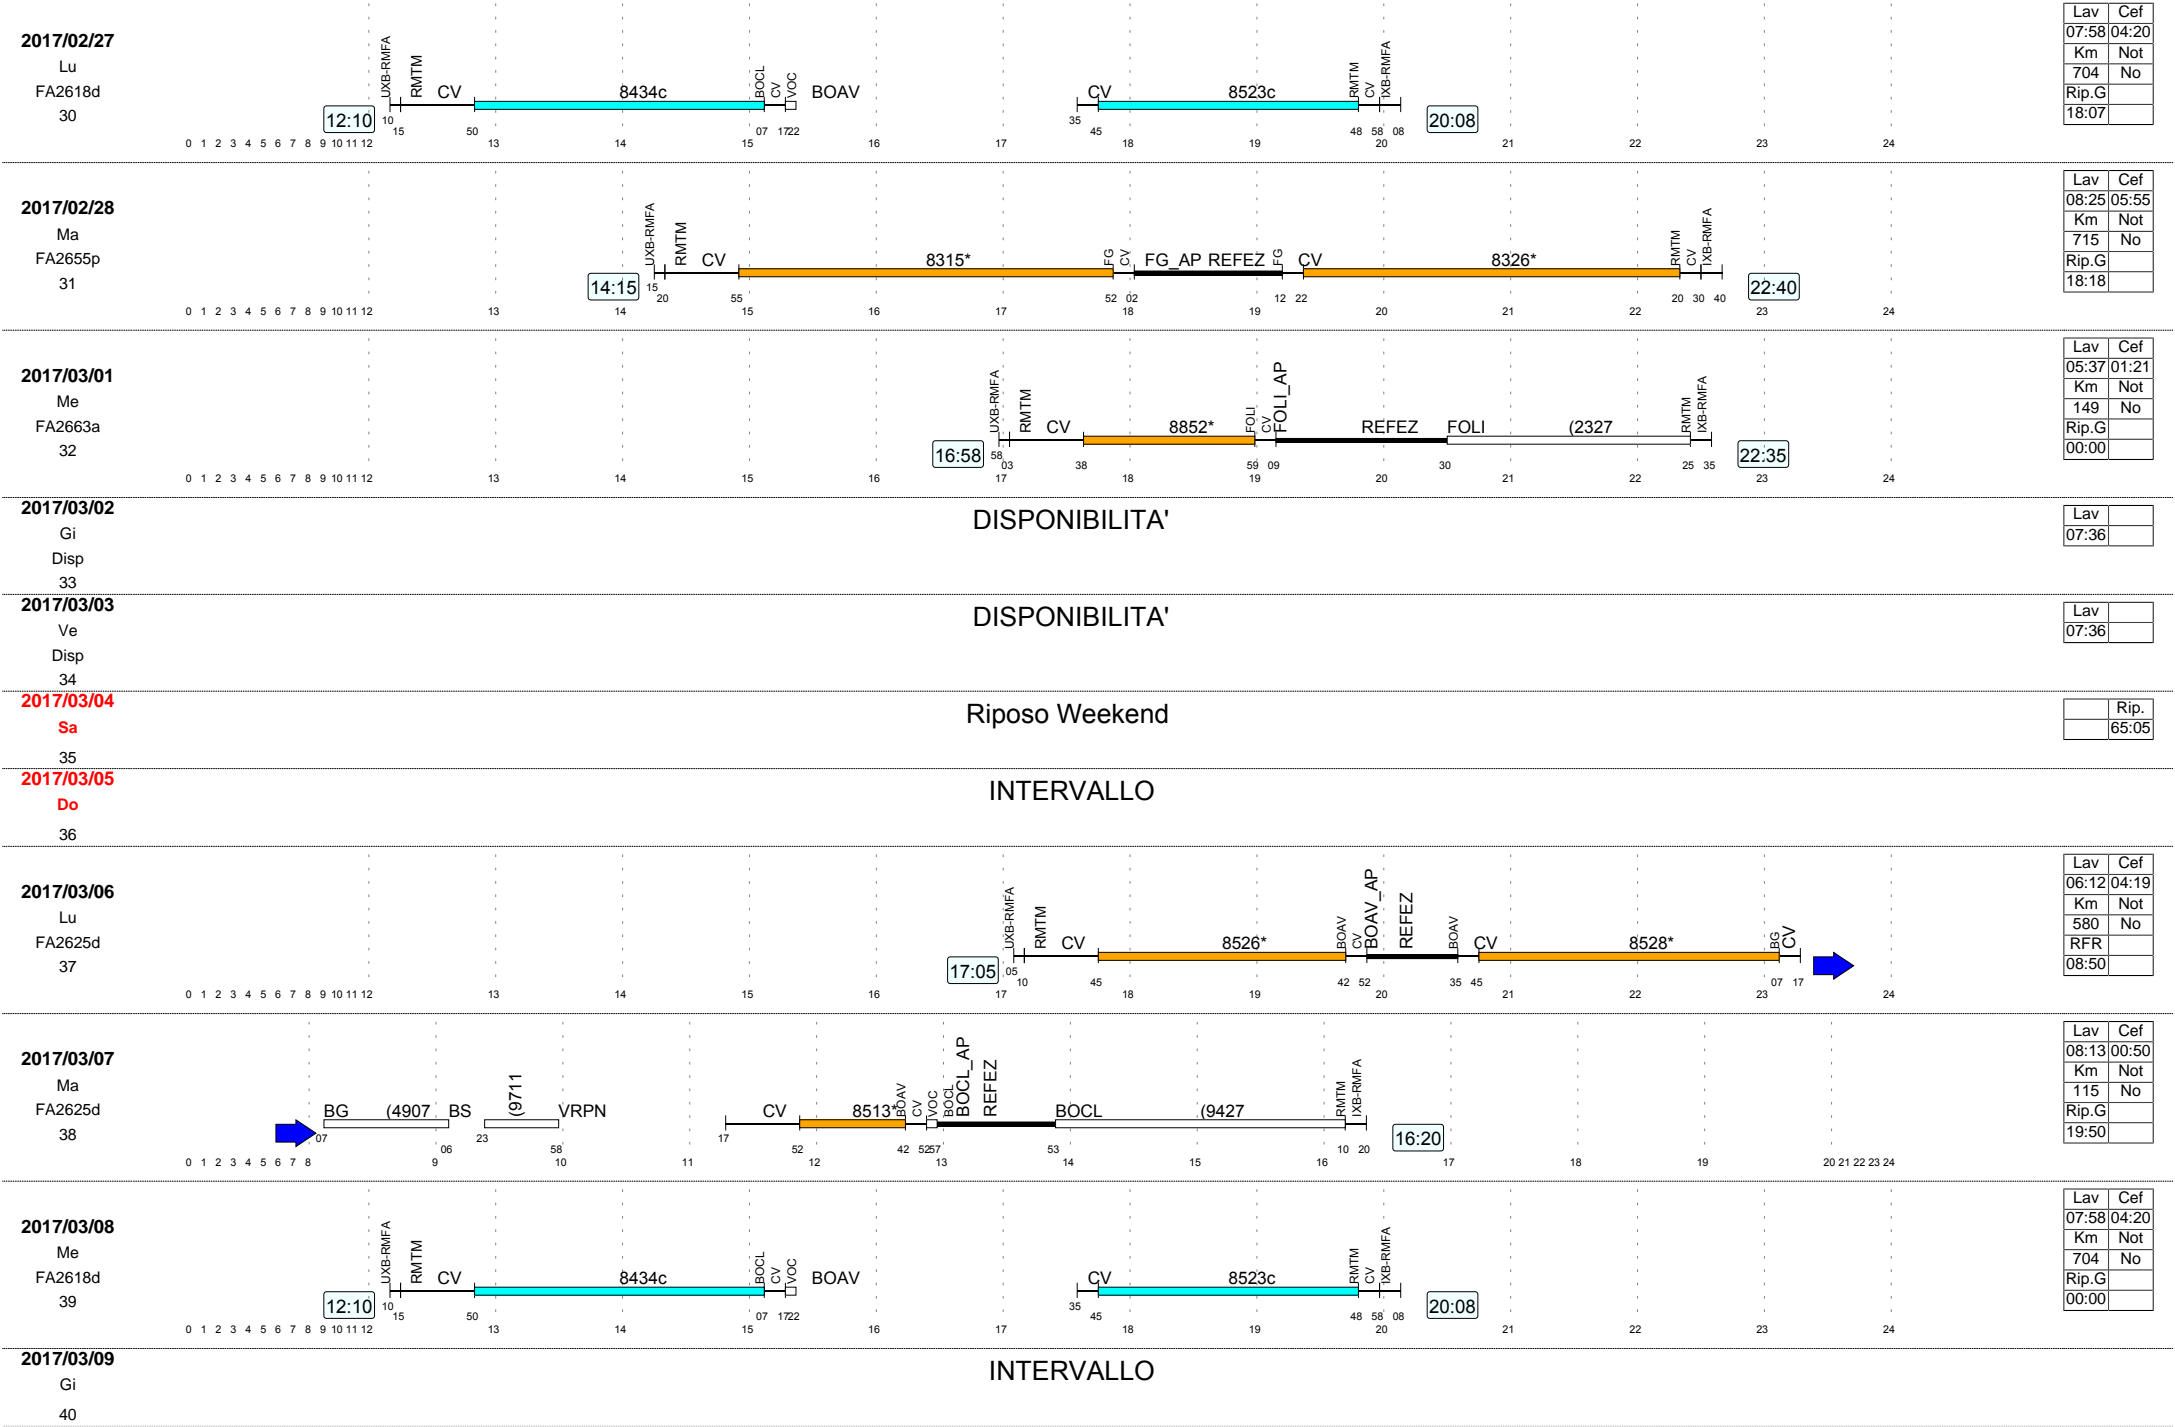 2017/02/27
Lu
FA2618d
30
12:10
UXB-RMFA
RMTM
CV
8434c
BOCL
CV
VOC
BOAV
CV
8523c
RMTM
CV
IXB-RMFA
20:08
10 15 50 07 17 22 35 45 48 58 08
0 1 2 3 4 5 6 7 8 9 10 11 12 13 14 15 16 17 18 19 20 21 22 23 24
Lav Cef
07:58 04:20
Km Not
704 No
Rip.G
18:07
2017/02/28
Ma
FA2655p
31
14:15
UXB-RMFA
RMTM
CV
8315*
FG
CV
FG_AP REFEZ
FG
CV
8326*
RMTM
CV
IXB-RMFA
22:40
15 20 55 52 02 12 22 20 30 40
0 1 2 3 4 5 6 7 8 9 10 11 12 13 14 15 16 17 18 19 20 21 22 23 24
Lav Cef
08:25 05:55
Km Not
715 No
Rip.G
18:18
2017/03/01
Me
FA2663a
32
16:58
UXB-RMFA
RMTM
CV
8852*
FOLI
CV
FOLI_AP
REFEZ
FOLI
(2327
RMTM
IXB-RMFA
22:35
58 03 38 59 09 30 25 35
0 1 2 3 4 5 6 7 8 9 10 11 12 13 14 15 16 17 18 19 20 21 22 23 24
Lav Cef
05:37 01:21
Km Not
149 No
Rip.G
00:00
2017/03/02
Gi
Disp
33
DISPONIBILITA'
Lav
07:36
2017/03/03
Ve
Disp
34
DISPONIBILITA'
Lav
07:36
2017/03/04
Sa
35
Riposo Weekend
Rip.
65:05
2017/03/05
Do
36
INTERVALLO
2017/03/06
Lu
FA2625d
37
17:05
UXB-RMFA
RMTM
CV
8526*
BOAV
CV
BOAV_AP
REFEZ
BOAV
CV
8528*
BG
CV
05 10 45 42 52 35 45 07 17
0 1 2 3 4 5 6 7 8 9 10 11 12 13 14 15 16 17 18 19 20 21 22 23 24
Lav Cef
06:12 04:19
Km Not
580 No
RFR
08:50
2017/03/07
Ma
FA2625d
38
BG
(4907
BS
(9711
VRPN
CV
8513*
BOAV
CV
VOC
BOCL
BOCL_AP
REFEZ
BOCL
(9427
RMTM
IXB-RMFA
16:20
07 06 23 58 17 52 42 52 57 53 10 20
0 1 2 3 4 5 6 7 8 9 10 11 12 13 14 15 16 17 18 19 20 21 22 23 24
Lav Cef
08:13 00:50
Km Not
115 No
Rip.G
19:50
2017/03/08
Me
FA2618d
39
12:10
UXB-RMFA
RMTM
CV
8434c
BOCL
CV
VOC
BOAV
CV
8523c
RMTM
CV
IXB-RMFA
20:08
10 15 50 07 17 22 35 45 48 58 08
0 1 2 3 4 5 6 7 8 9 10 11 12 13 14 15 16 17 18 19 20 21 22 23 24
Lav Cef
07:58 04:20
Km Not
704 No
Rip.G
00:00
2017/03/09
Gi
40
INTERVALLO